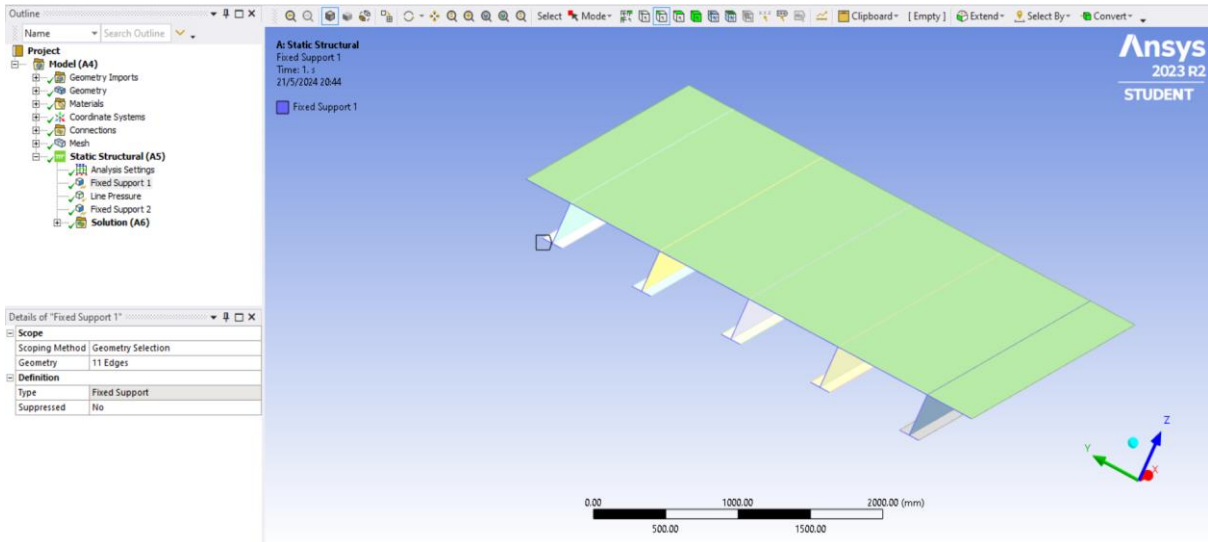 Outline
Name Search Outline
Project
Model (A4)
Geometry Imports
Geometry
Materials
Coordinate Systems
Connections
Mesh
Static Structural (A5)
Analysis Settings
Fixed Support 1
Line Pressure
Fixed Support 2
Solution (A6)
Details of "Fixed Support 1"
Scope
Scoping Method Geometry Selection
Geometry 11 Edges
Definition
Type Fixed Support
Suppressed No
Select Mode Clipboard [ Empty ] Extend Select By Convert
A: Static Structural
Fixed Support 1
Time: 1. s
21/5/2024 20:44
Fixed Support 1
Ansys
2023 R2
STUDENT
Z
Y
X
0.00 1000.00 2000.00 (mm)
500.00 1500.00